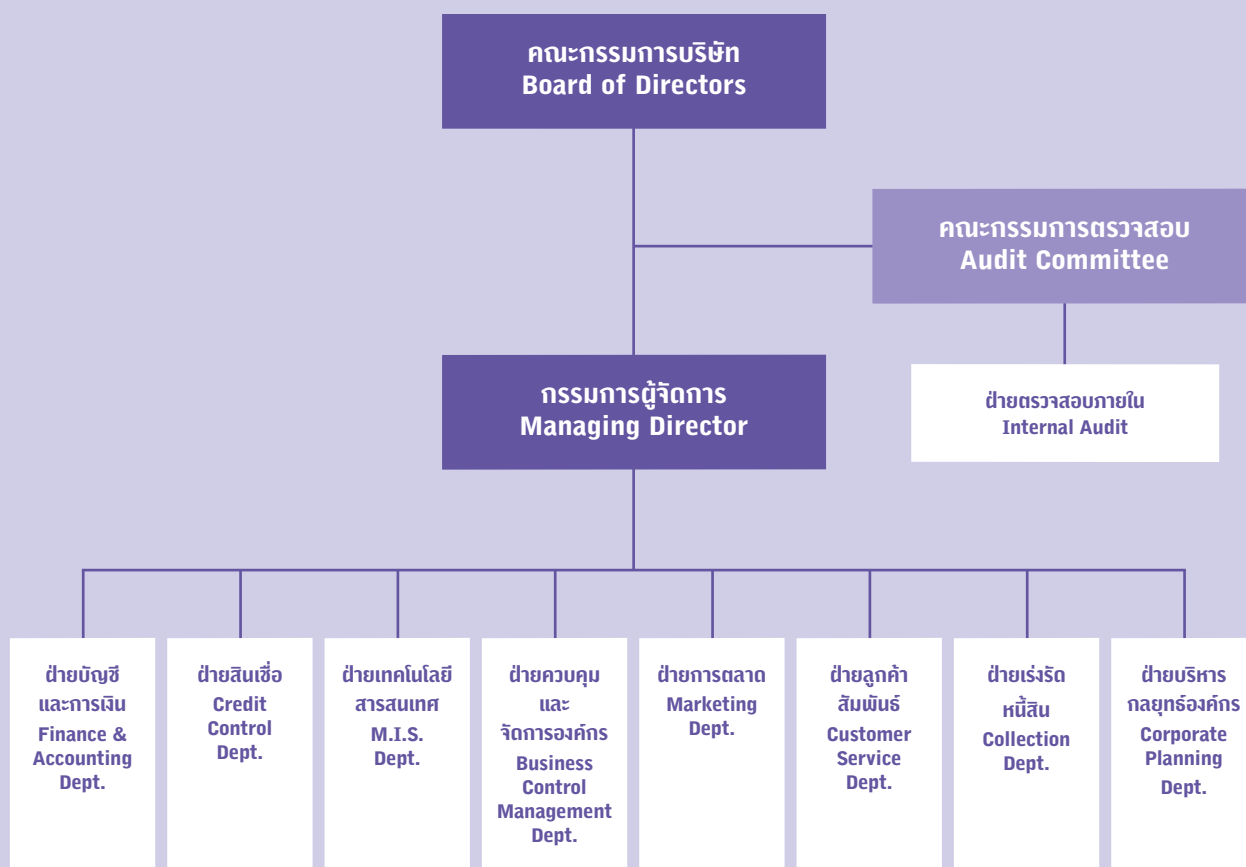 คณะกรรมการบริษัท
Board of Directors
คณะกรรมการตรวจสอบ
Audit Committee
กรรมการผู้จัดการ
Managing Director
ฝ่ายตรวจสอบภายใน
Internal Audit
ฝ่ายบัญชี
และการเงิน
Finance &
Accounting
Dept.
ฝ่ายสินเชื่อ
Credit
Control
Dept.
ฝ่ายเทคโนโลยี
สารสนเทศ
M.I.S.
Dept.
ฝ่ายควบคุม
และ
จัดการองค์กร
Business
Control
Management
Dept.
ฝ่ายการตลาด
Marketing
Dept.
ฝ่ายลูกค้า
สัมพันธ์
Customer
Service
Dept.
ฝ่ายเร่งรัด
หนี้สิน
Collection
Dept.
ฝ่ายบริหาร
กลยุทธ์องค์กร
Corporate
Planning
Dept.